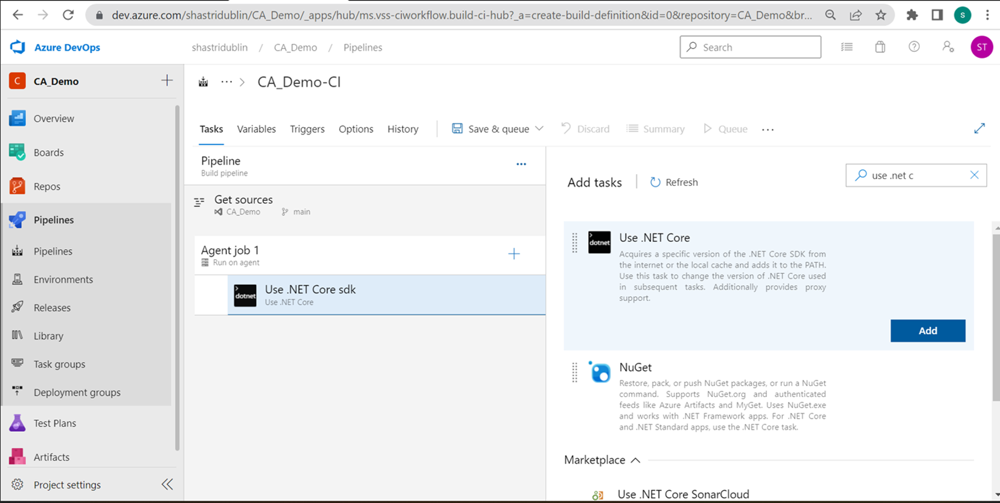 dev.azure.com/shastridublin/CA_Demo/_apps/hub/ms.vss-ciworkflow.build-ci-hub?_a=create-build-definition&id=0&repository=CA_Demo&br...
s
Azure DevOps
shastridublin / CA_Demo / Pipelines
Search
ST
C CA_Demo
Overview
Boards
Repos
Pipelines
Pipelines
Environments
Releases
Library
Task groups
Deployment groups
Test Plans
Artifacts
Project settings
... > CA_Demo-CI
Tasks Variables Triggers Options History Save & queue Discard Summary Queue ...
Pipeline
Build pipeline
...
Get sources
CA_Demo main
Agent job 1
Run on agent
dotnet
Use .NET Core sdk
Use .NET Core
Add tasks Refresh
use .net c
dotnet
Use .NET Core
Acquires a specific version of the .NET Core SDK from
the internet or the local cache and adds it to the PATH.
Use this task to change the version of .NET Core used
in subsequent tasks. Additionally provides proxy
support.
Add
NuGet
Restore, pack, or push NuGet packages, or run a NuGet
command. Supports NuGet.org and authenticated
feeds like Azure Artifacts and MyGet. Uses NuGet.exe
and works with .NET Framework apps. For .NET Core
and .NET Standard apps, use the .NET Core task.
Marketplace
Use .NET Core SonarCloud